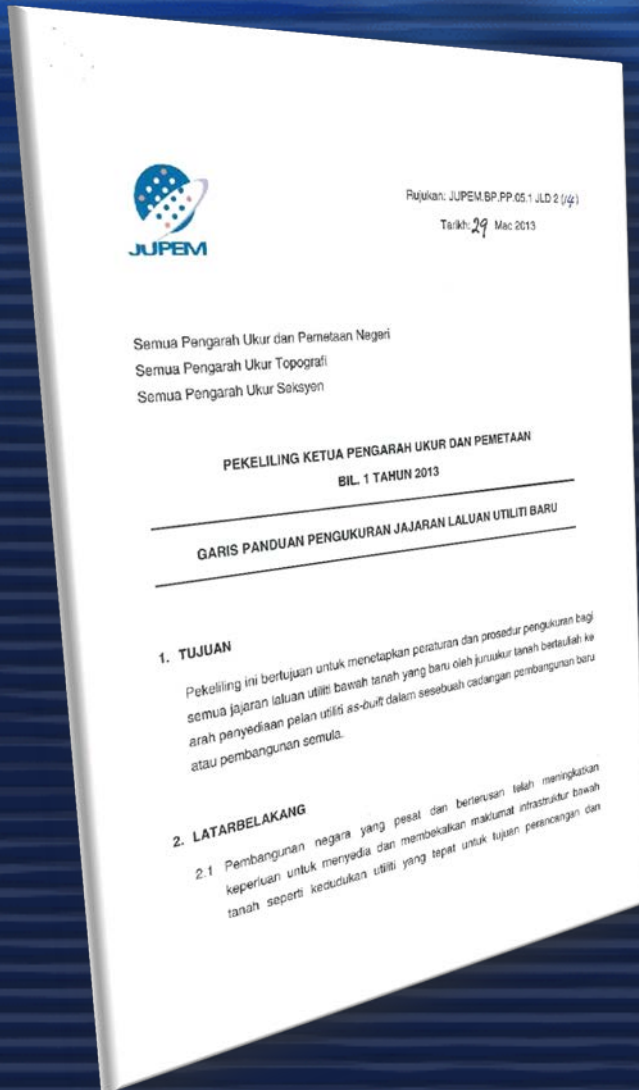 JUPEM
Rujukan: JUPEM.BP.PP.05.1 JLD 2 (14)
Tarikh: 29 Mac 2013
Semua Pengarah Ukur dan Pemetaan Negeri
Semua Pengarah Ukur Topografi
Semua Pengarah Ukur Seksyen
PEKELILING KETUA PENGARAH UKUR DAN PEMETAAN
BIL. 1 TAHUN 2013
GARIS PANDUAN PENGUKURAN JAJARAN LALUAN UTILITI BARU
1. TUJUAN
Pekeliling ini bertujuan untuk menetapkan peraturan dan prosedur pengukuran bagi
semua jajaran laluan utiliti bawah tanah yang baru oleh juruukur tanah bertauliah ke
arah penyediaan pelan utiliti as-built dalam sesebuah cadangan pembangunan baru
atau pembangunan semula.
2. LATARBELAKANG
2.1 Pembangunan negara yang pesat dan berterusan telah meningkatkan
keperluan untuk menyedia dan membekalkan maklumat infrastruktur bawah
tanah seperti kedudukan utiliti yang tepat untuk tujuan perancangan dan